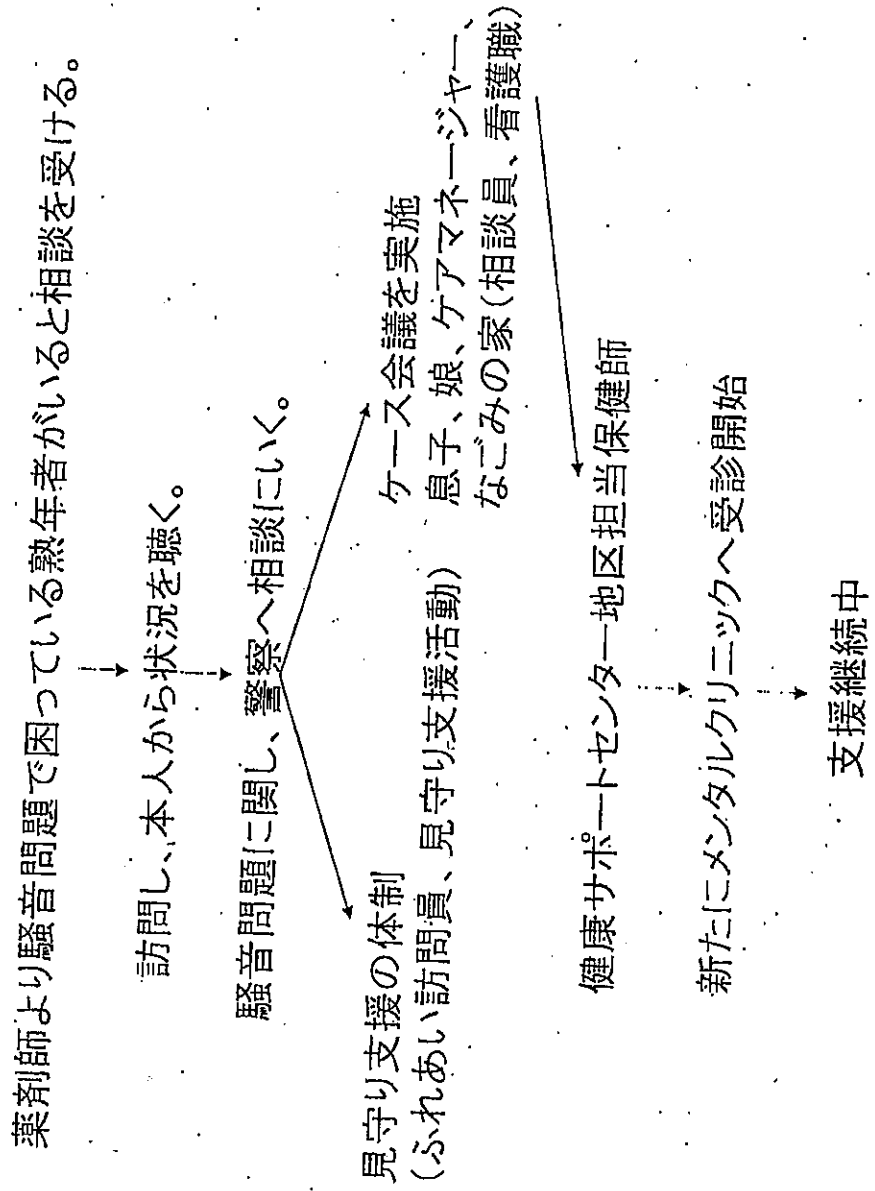 薬剤師より騒音問題で困っている熟年者がいると相談を受ける。
訪問し、本人から状況を聴く。
騒音問題に関し、警察へ相談にいく。
見守り支援の体制
(ふれあい訪問員、見守り支援活動)
ケース会議を実施
息子、娘、ケアマネージャー、
なごみの家(相談員、看護職)
健康サポートセンター地区担当保健師
新たにメンタルクリニックへ受診開始
支援継続中